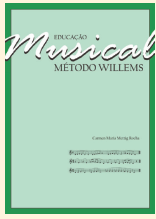 EDUCAÇÃO
Musical
MÉTODO WILLEMS
Carmen Maria Mettig Rocha